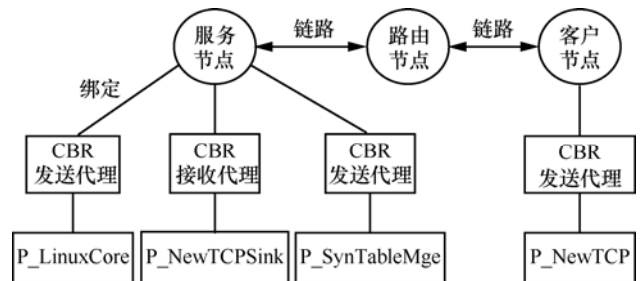 服务
节点
链路
路由
节点
链路
客户
节点
绑定
CBR
发送代理
CBR
接收代理
CBR
发送代理
CBR
发送代理
P_LinuxCore
P_NewTCPSink
P_SynTableMge
P_NewTCP